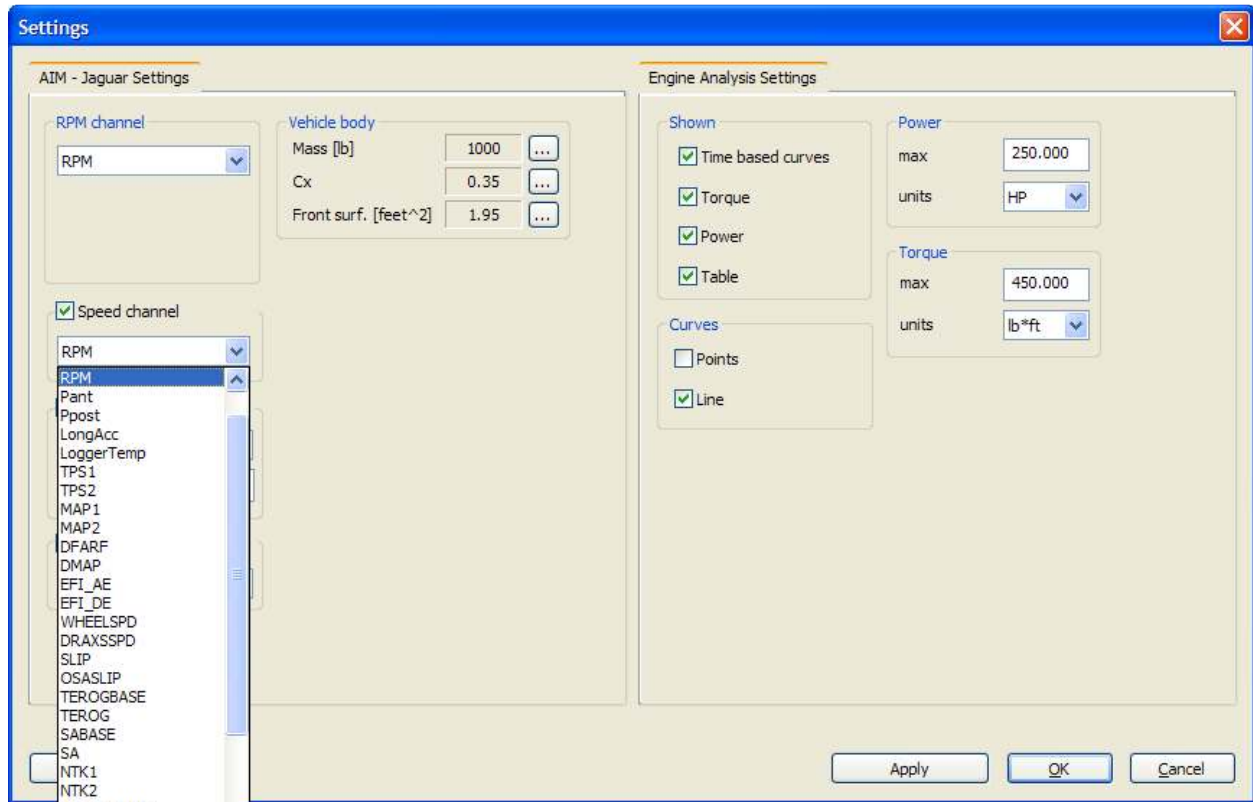 Settings
AIM - Jaguar Settings
RPM channel
RPM
Vehicle body
Mass [lb] 1000 ...
Cx 0.35 ...
Front surf. [feet^2] 1.95 ...
Speed channel
RPM
RPM
Pant
Ppost
LongAcc
LoggerTemp
TPS1
TPS2
MAP1
MAP2
DFARF
DMAP
EFI_AE
EFI_DE
WHEELSPD
DRAXSSPD
SLIP
OSASLIP
TEROGBASE
TEROG
SABASE
SA
NTK1
NTK2
Engine Analysis Settings
Shown
Time based curves
Torque
Power
Table
Curves
Points
Line
Power
max 250.000
units HP
Torque
max 450.000
units lb*ft
Apply
OK
Cancel